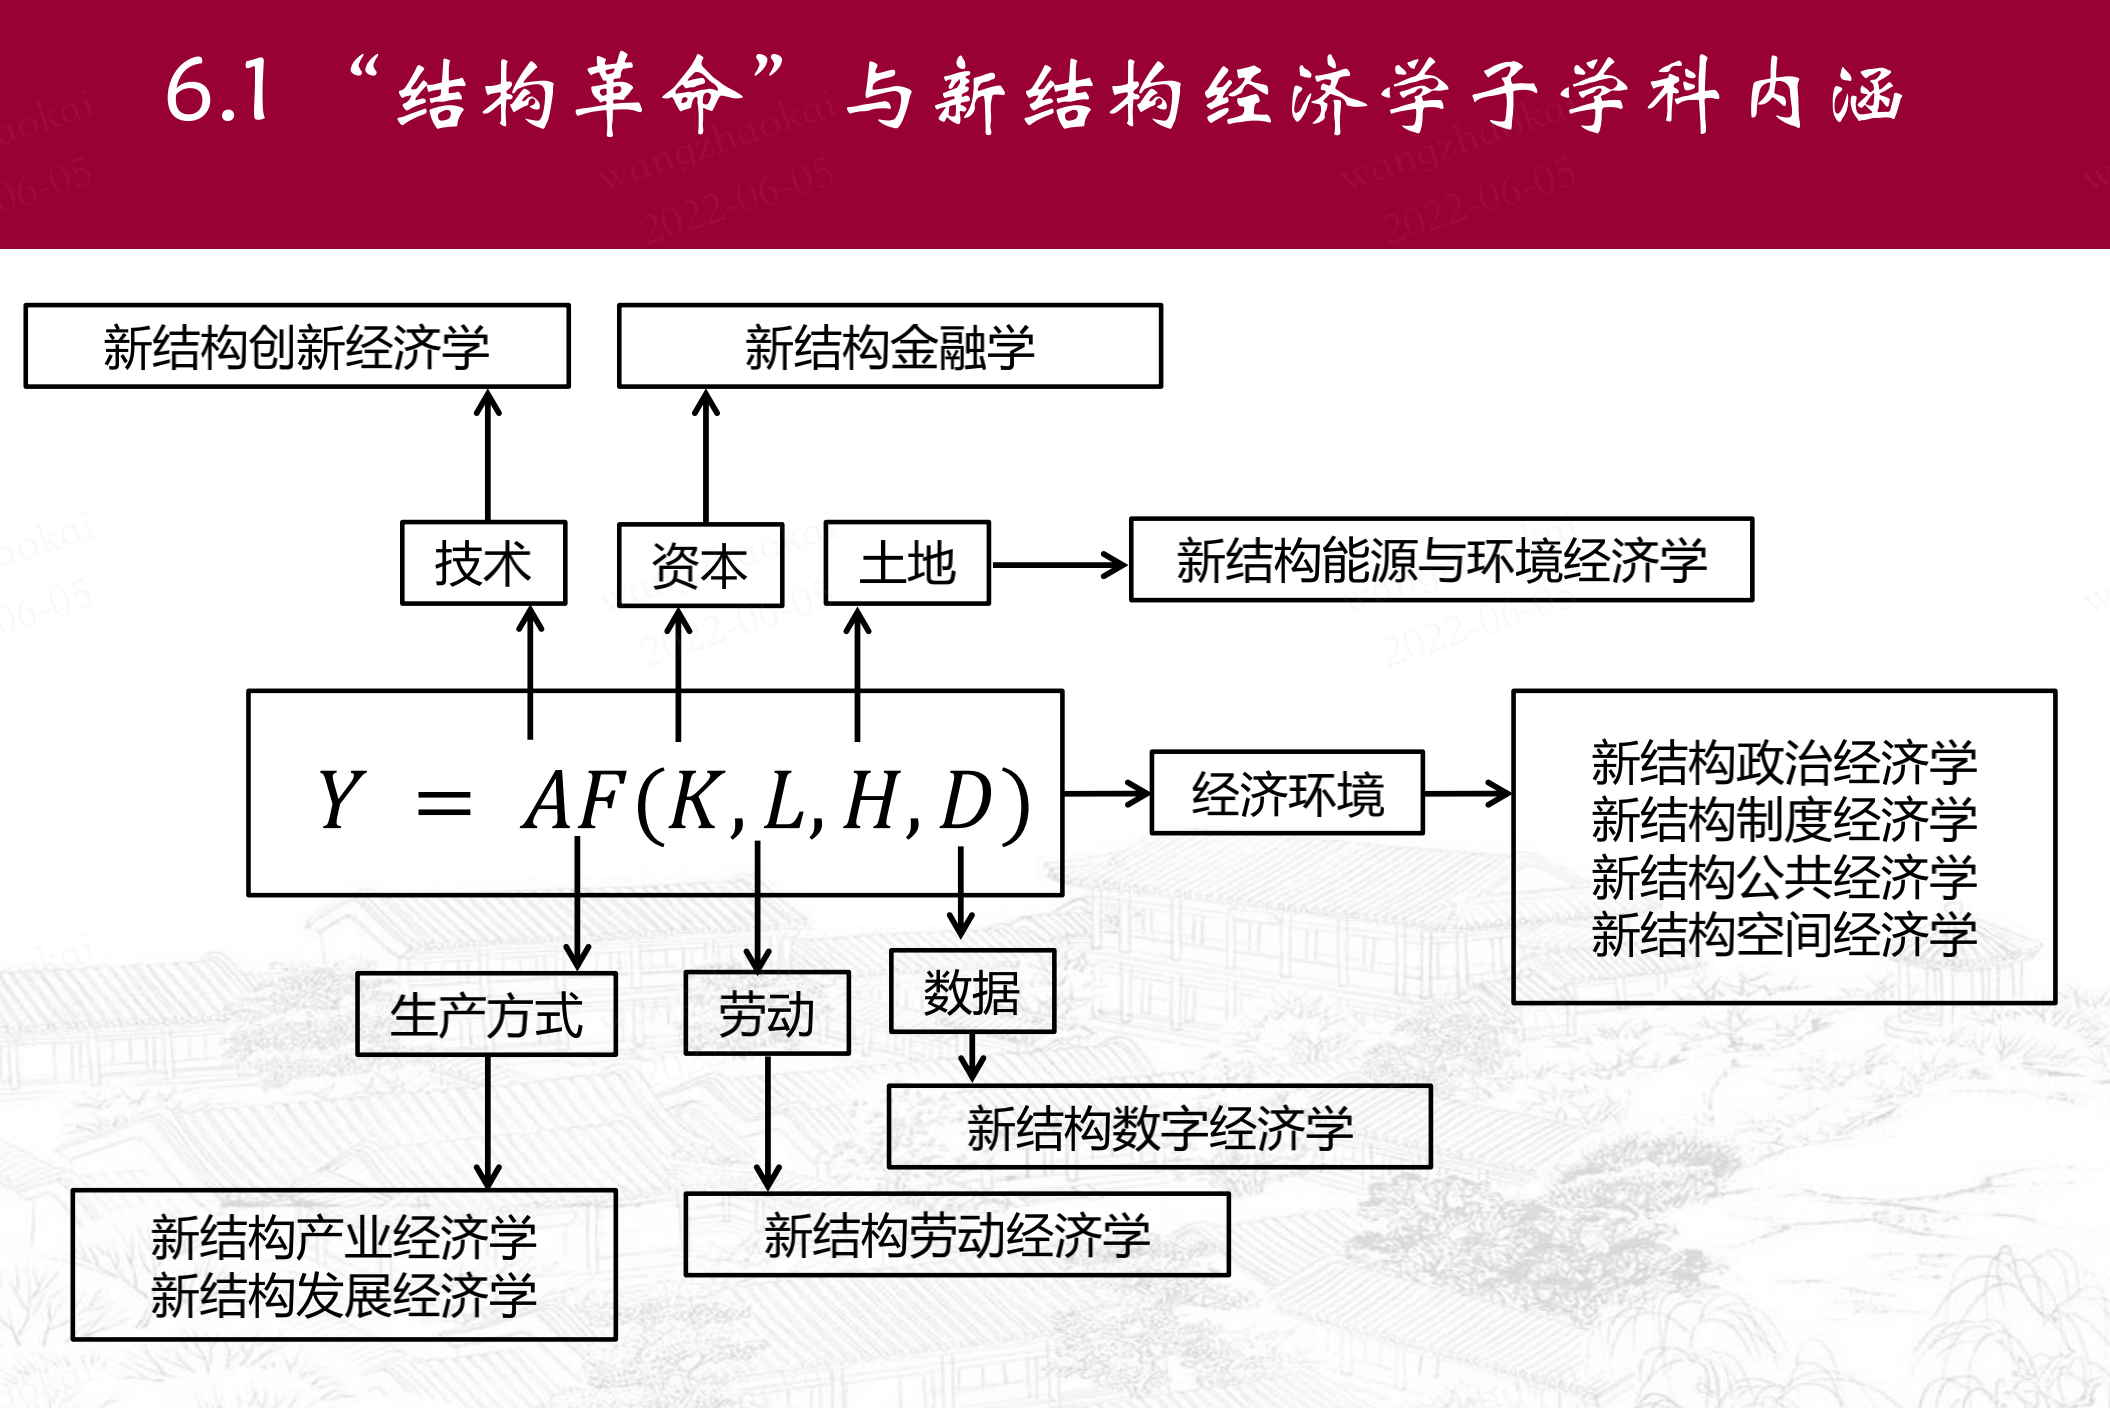 6.1 “结构革命”与新结构经济学子学科内涵
新结构创新经济学
新结构金融学
技术
资本
土地
新结构能源与环境经济学
Y = AF(K, L, H, D)
经济环境
新结构政治经济学
新结构制度经济学
新结构公共经济学
新结构空间经济学
生产方式
劳动
数据
新结构数字经济学
新结构产业经济学
新结构发展经济学
新结构劳动经济学
wangzhaokai
2022-06-05
wangzhaokai
2022-06-05